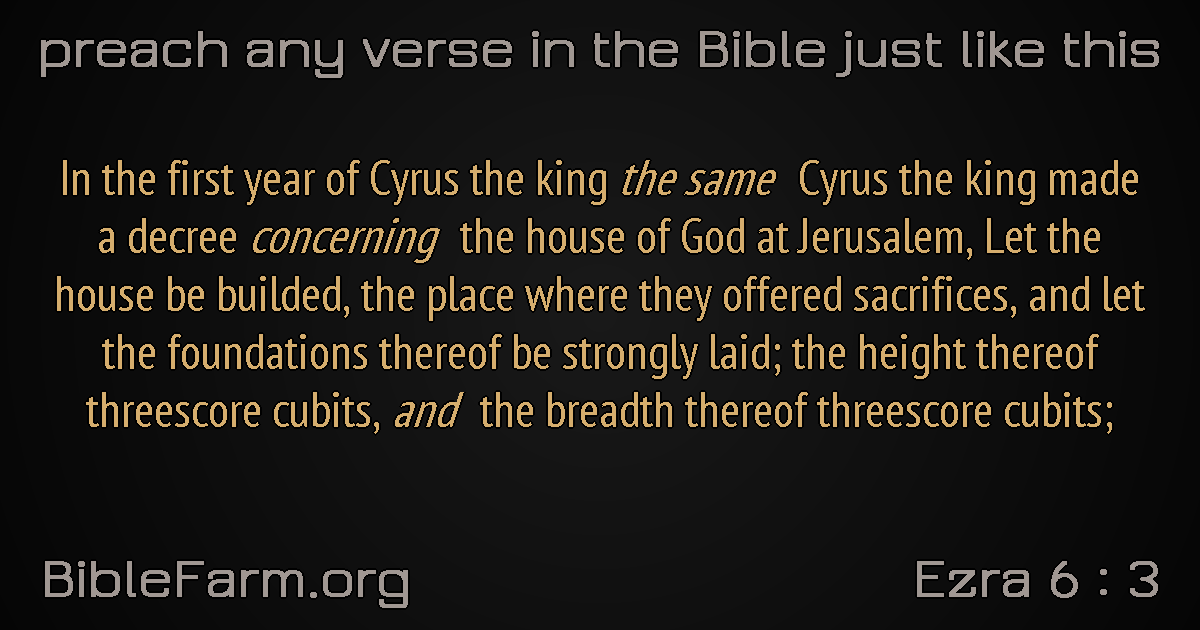 preach any verse in the Bible just like this
In the first year of Cyrus the king the same Cyrus the king made
a decree concerning the house of God at Jerusalem, Let the
house be builded, the place where they offered sacrifices, and let
the foundations thereof be strongly laid; the height thereof
threescore cubits, and the breadth thereof threescore cubits;
BibleFarm.org
Ezra 6 : 3